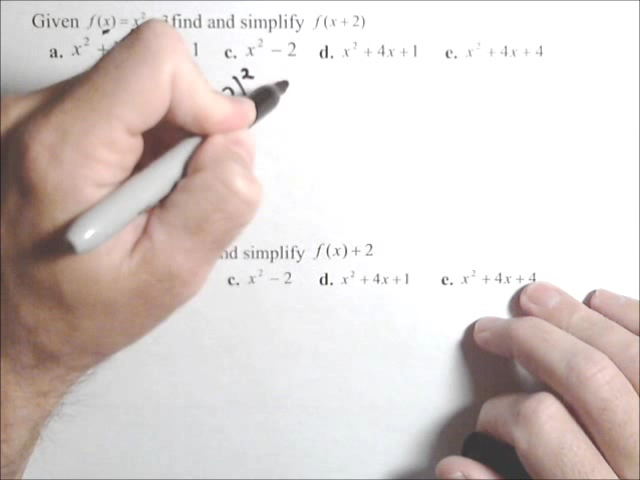 Given f(x) = x² find and simplify f(x + 2)
a. x² + 1 c. x² − 2 d. x² + 4x + 1 e. x² + 4x + 4
)²
nd simplify f(x) + 2
c. x² − 2 d. x² + 4x + 1 e. x² + 4x + 4